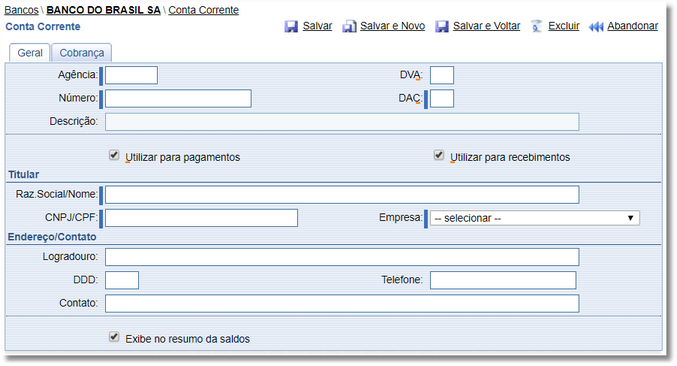 Bancos \ BANCO DO BRASIL SA \ Conta Corrente
Conta Corrente Salvar Salvar e Novo Salvar e Voltar Excluir Abandonar
Geral Cobrança
Agência: DVA:
Número: DAC:
Descrição:
Utilizar para pagamentos Utilizar para recebimentos
Titular
Raz.Social/Nome:
CNPJ/CPF: Empresa: -- selecionar --
Endereço/Contato
Logradouro:
DDD: Telefone:
Contato:
Exibe no resumo da saldos